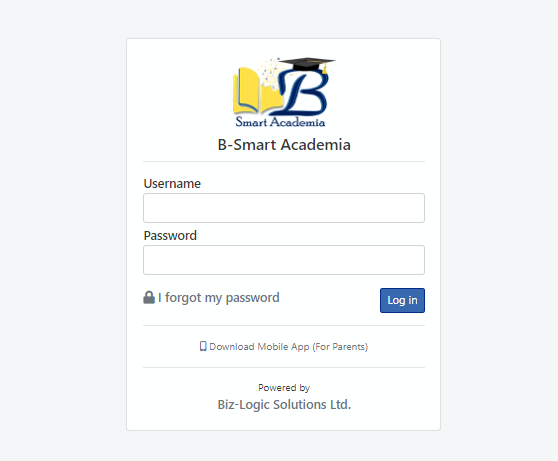 B
Smart Academia
B-Smart Academia
Username
Password
I forgot my password
Log in
Download Mobile App (For Parents)
Powered by
Biz-Logic Solutions Ltd.